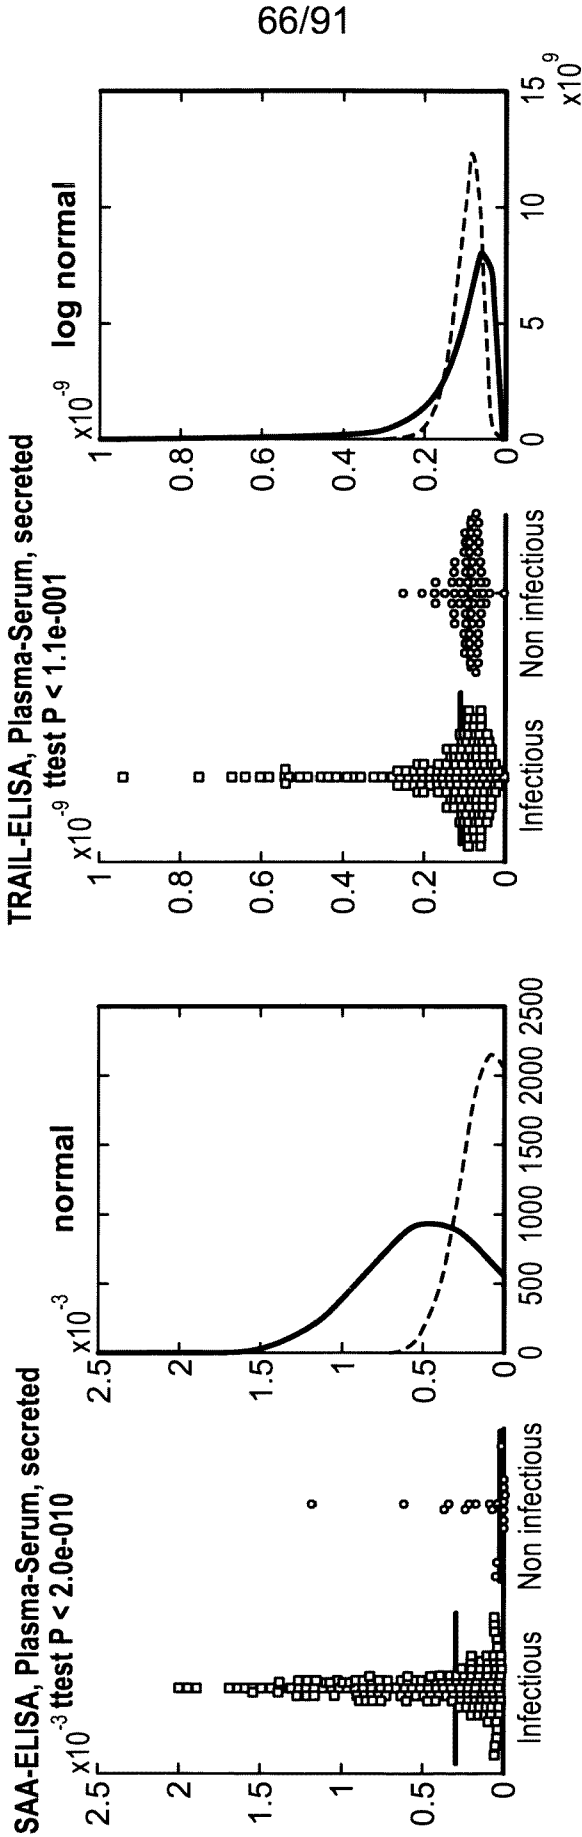 66/91
SAA-ELISA, Plasma-Serum, secreted
x10-3 ttest P < 2.0e-010
2.5
2
1.5
1
0.5
0
Infectious
Non infectious
x10-3
normal
2.5
2
1.5
1
0.5
0
0 500 1000 1500 2000 2500
TRAIL-ELISA, Plasma-Serum, secreted
x10-9 ttest P < 1.1e-001
1
0.8
0.6
0.4
0.2
0
Infectious
Non infectious
x10-9
log normal
1
0.8
0.6
0.4
0.2
0
0 5 10 15
x10 9